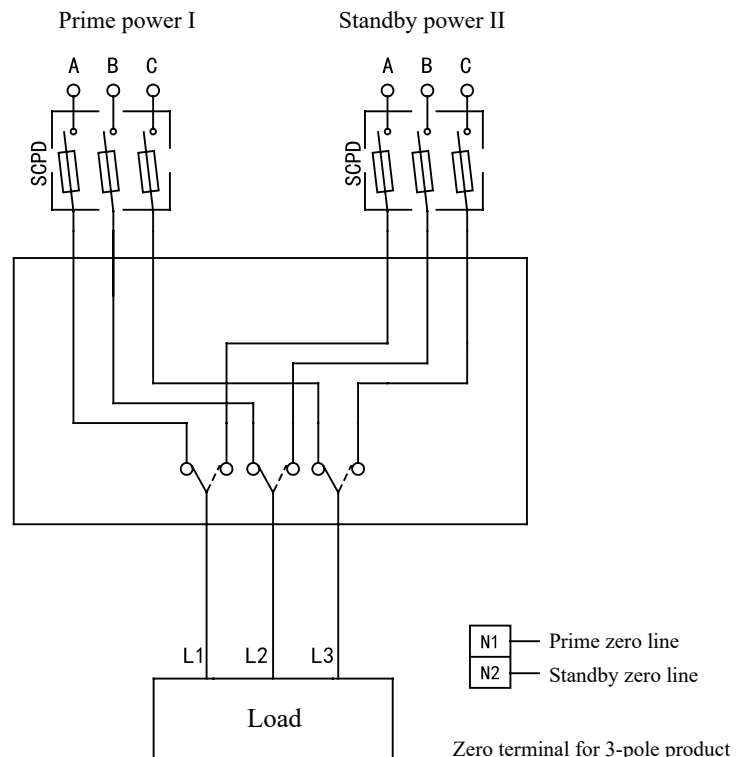 Prime power I Standby power II
A B C A B C
SCPD SCPD
L1 L2 L3
N1 Prime zero line
N2 Standby zero line
Load
Zero terminal for 3-pole product